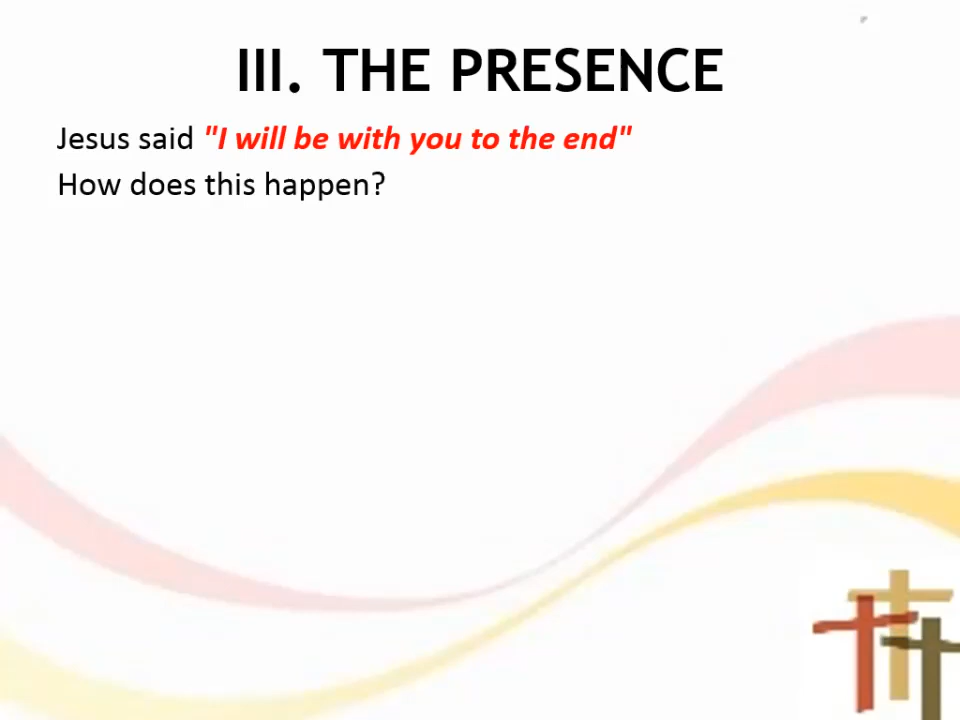 III. THE PRESENCE
Jesus said "I will be with you to the end"
How does this happen?